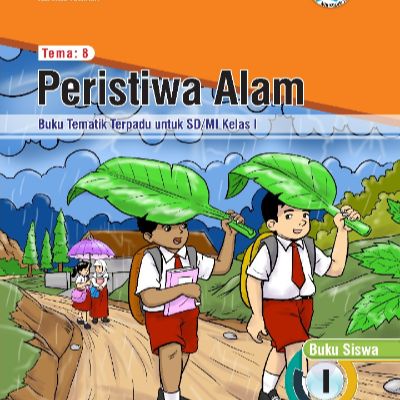 Tema: 8
Peristiwa Alam
Buku Tematik Terpadu untuk SD/MI Kelas I
Buku Siswa
I